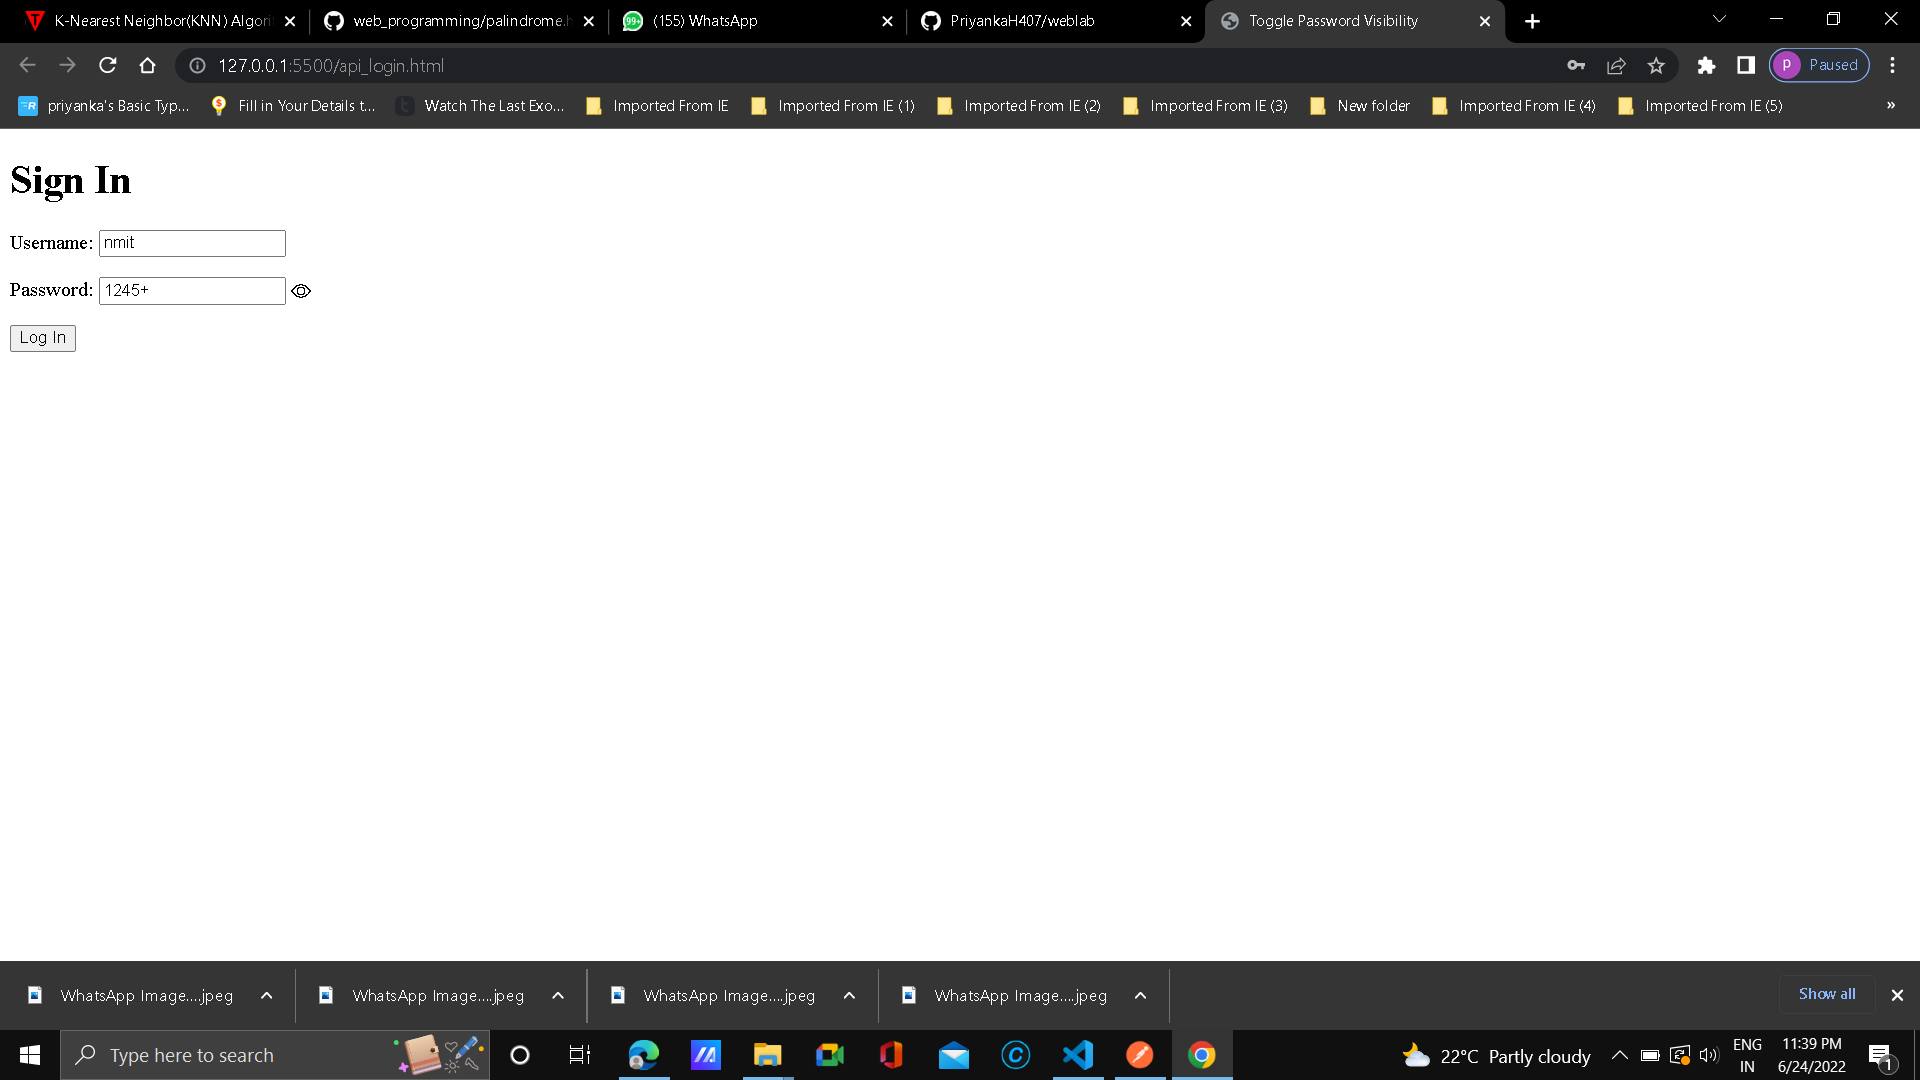 K-Nearest Neighbor(KNN) Algori
web_programming/palindrome.h
(155) WhatsApp
PriyankaH407/weblab
Toggle Password Visibility
127.0.0.1:5500/api_login.html
P Paused
priyanka's Basic Typ...
Fill in Your Details t...
Watch The Last Exo...
Imported From IE
Imported From IE (1)
Imported From IE (2)
Imported From IE (3)
New folder
Imported From IE (4)
Imported From IE (5)
»
Sign In
Username: nmit
Password: 1245+
Log In
WhatsApp Image....jpeg
WhatsApp Image....jpeg
WhatsApp Image....jpeg
WhatsApp Image....jpeg
Show all
Type here to search
22°C Partly cloudy
ENG
IN
11:39 PM
6/24/2022
1